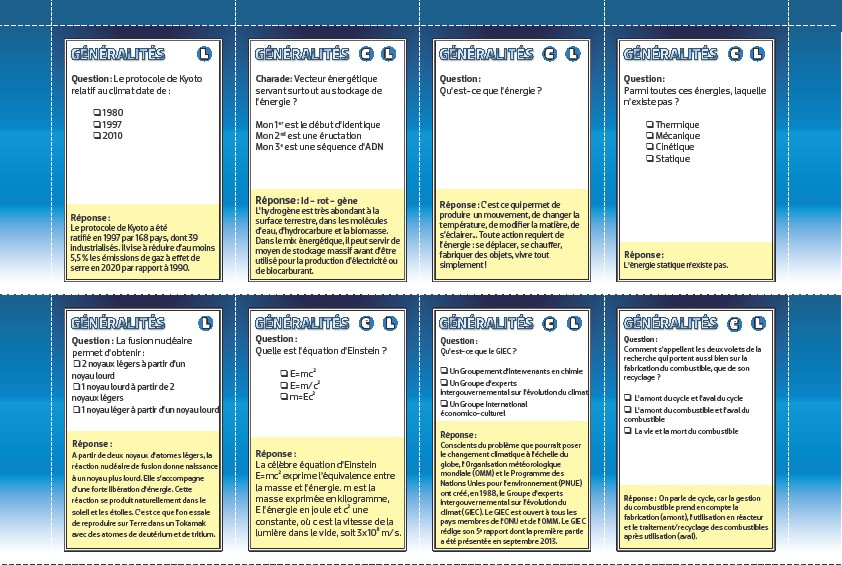 GÉNÉRALITÉS L
Question : Le protocole de Kyoto
relatif au climat date de :
❑ 1980
❑ 1997
❑ 2010
Réponse :
Le protocole de Kyoto a été
ratifié en 1997 par 168 pays, dont 39
industrialisés. Il vise à réduire d'au moins
5,5 % les émissions de gaz à effet de
serre en 2020 par rapport à 1990.
GÉNÉRALITÉS C L
Charade : Vecteur énergétique
servant surtout au stockage de
l'énergie ?
Mon 1er est le début d'identique
Mon 2nd est une éructation
Mon 3e est une séquence d'ADN
Réponse : Id - rot - gène
L'hydrogène est très abondant à la
surface terrestre, dans les molécules
d'eau, d'hydrocarbure et la biomasse.
Dans le mix énergétique, il peut servir de
moyen de stockage massif avant d'être
utilisé pour la production d'électricité ou
de biocarburant.
GÉNÉRALITÉS C L
Question :
Qu'est-ce que l'énergie ?
Réponse : C'est ce qui permet de
produire un mouvement, de changer la
température, de modifier la matière, de
s'éclairer... Toute action requiert de
l'énergie : se déplacer, se chauffer,
fabriquer des objets, vivre tout
simplement !
GÉNÉRALITÉS C L
Question :
Parmi toutes ces énergies, laquelle
n'existe pas ?
❑ Thermique
❑ Mécanique
❑ Cinétique
❑ Statique
Réponse :
L'énergie statique n'existe pas.
GÉNÉRALITÉS L
Question : La fusion nucléaire
permet d'obtenir :
❑ 2 noyaux légers à partir d'un
noyau lourd
❑ 1 noyau lourd à partir de 2
noyaux légers
❑ 1 noyau léger à partir d'un noyau lourd
Réponse :
A partir de deux noyaux d'atomes légers, la
réaction nucléaire de fusion donne naissance
à un noyau plus lourd. Elle s'accompagne
d'une forte libération d'énergie. Cette
réaction se produit naturellement dans le
soleil et les étoiles. C'est ce que l'on essaie
de reproduire sur Terre dans un Tokamak
avec des atomes de deutérium et de tritium.
GÉNÉRALITÉS C L
Question :
Quelle est l'équation d'Einstein ?
❑ E=mc²
❑ E=m/c²
❑ m=Ec²
Réponse :
La célèbre équation d'Einstein
E=mc² exprime l'équivalence entre
la masse et l'énergie. m est la
masse exprimée en kilogramme,
E l'énergie en joule et c² une
constante, où c est la vitesse de la
lumière dans le vide, soit 3x10⁸ m/s.
GÉNÉRALITÉS C L
Question :
Qu'est-ce que le GIEC ?
❑ Un Groupement d'Intervenants en chimie
❑ Un Groupe d'experts
intergouvernemental sur l'évolution du climat
❑ Un Groupe International
économico-culturel
Réponse :
Conscients du problème que pourrait poser
le changement climatique à l'échelle du
globe, l'Organisation météorologique
mondiale (OMM) et le Programme des
Nations Unies pour l'environnement (PNUE)
ont créé, en 1988, le Groupe d'experts
intergouvernemental sur l'évolution du
climat (GIEC). Le GIEC est ouvert à tous les
pays membres de l'ONU et de l'OMM. Le GIEC
rédige son 5e rapport dont la première partie
a été présentée en septembre 2013.
GÉNÉRALITÉS C L
Question :
Comment s'appellent les deux volets de la
recherche qui portent aussi bien sur la
fabrication du combustible, que de son
recyclage ?
❑ L'amont du cycle et l'aval du cycle
❑ L'amont du combustible et l'aval du
combustible
❑ La vie et la mort du combustible
Réponse : On parle de cycle, car la gestion
du combustible prend en compte la
fabrication (amont), l'utilisation en réacteur
et le traitement/recyclage des combustibles
après utilisation (aval).